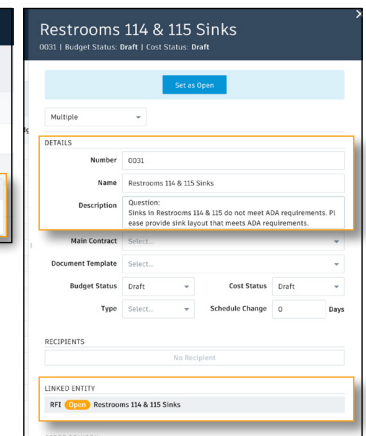 Restrooms 114 & 115 Sinks
0031 | Budget Status: Draft | Cost Status: Draft
Set as Open
Multiple
DETAILS
Number 0031
Name Restrooms 114 & 115 Sinks
Description Question:
Sinks in Restrooms 114 & 115 do not meet ADA requirements. Pl
ease provide sink layout that meets ADA requirements.
Main Contract Select...
Document Template Select...
Budget Status Draft Cost Status Draft
Type Select... Schedule Change 0 Days
RECIPIENTS
No Recipient
LINKED ENTITY
RFI Open Restrooms 114 & 115 Sinks